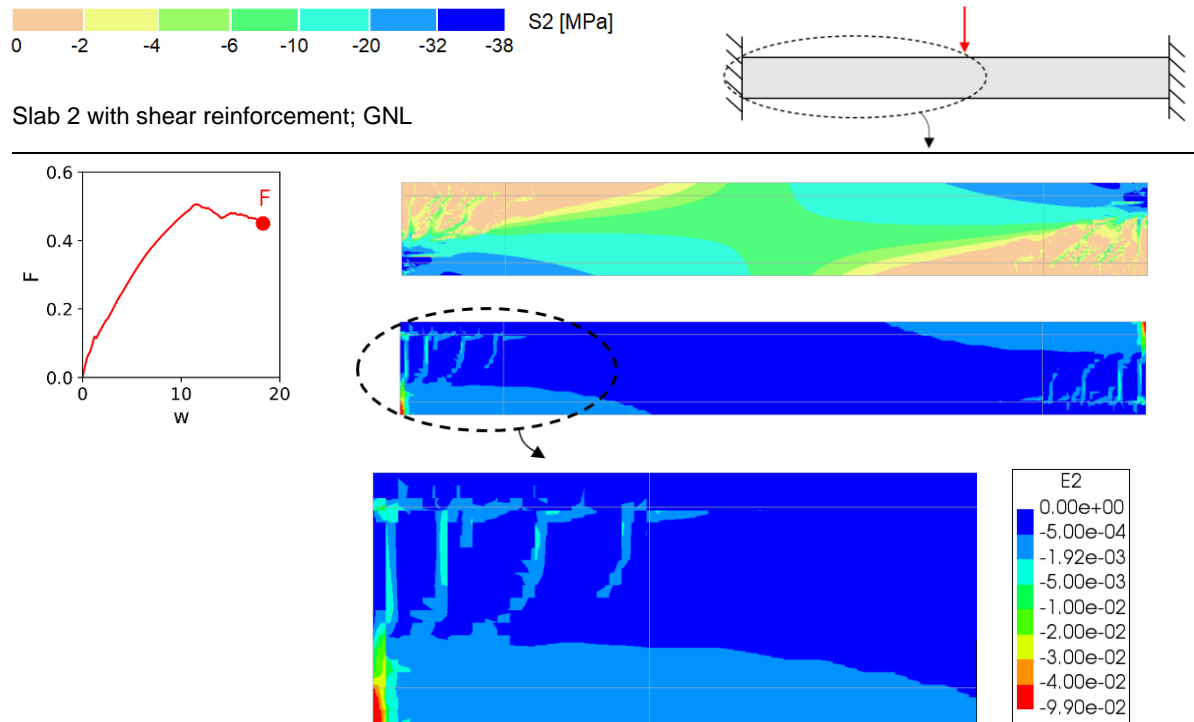 S2 [MPa]
0 -2 -4 -6 -10 -20 -32 -38
Slab 2 with shear reinforcement; GNL
0.6
0.4
0.2
0.0
F
F
0 10 20
w
E2
0.00e+00
-5.00e-04
-1.92e-03
-5.00e-03
-1.00e-02
-2.00e-02
-3.00e-02
-4.00e-02
-9.90e-02